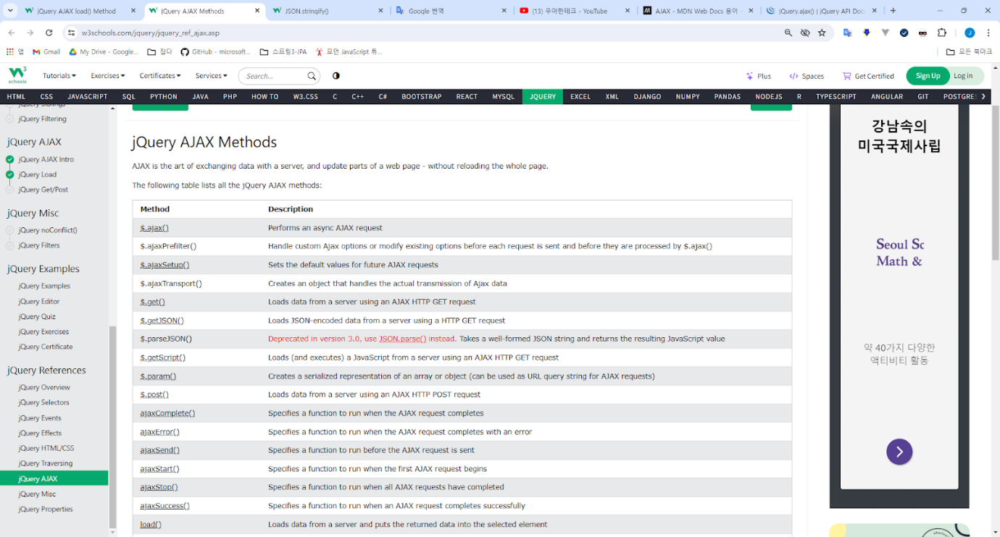 jQuery AJAX load() Method
jQuery AJAX Methods
JSON.stringify()
Google 번역
(13) 우아한테크 - YouTube
AJAX - MDN Web Docs 용어
jQuery.ajax() | jQuery API Doc
w3schools.com/jquery/jquery_ref_ajax.asp
앱
Gmail
My Drive - Google...
잡다
GitHub - microsoft...
스프링3-JPA
모던 JavaScript 튜...
모든 북마크
W3 schools
Tutorials
Exercises
Certificates
Services
Search...
Plus
Spaces
Get Certified
Sign Up
Log in
HTML CSS JAVASCRIPT SQL PYTHON JAVA PHP HOW TO W3.CSS C C++ C# BOOTSTRAP REACT MYSQL JQUERY EXCEL XML DJANGO NUMPY PANDAS NODEJS R TYPESCRIPT ANGULAR GIT POSTGRE
jQuery Siblings
jQuery Filtering
jQuery AJAX
jQuery AJAX Intro
jQuery Load
jQuery Get/Post
jQuery Misc
jQuery noConflict()
jQuery Filters
jQuery Examples
jQuery Examples
jQuery Editor
jQuery Quiz
jQuery Exercises
jQuery Certificate
jQuery References
jQuery Overview
jQuery Selectors
jQuery Events
jQuery Effects
jQuery HTML/CSS
jQuery Traversing
jQuery AJAX
jQuery Misc
jQuery Properties
jQuery AJAX Methods
AJAX is the art of exchanging data with a server, and update parts of a web page - without reloading the whole page.
The following table lists all the jQuery AJAX methods:
Method Description
$.ajax() Performs an async AJAX request
$.ajaxPrefilter() Handle custom Ajax options or modify existing options before each request is sent and before they are processed by $.ajax()
$.ajaxSetup() Sets the default values for future AJAX requests
$.ajaxTransport() Creates an object that handles the actual transmission of Ajax data
$.get() Loads data from a server using an AJAX HTTP GET request
$.getJSON() Loads JSON-encoded data from a server using a HTTP GET request
$.parseJSON() Deprecated in version 3.0, use JSON.parse() instead. Takes a well-formed JSON string and returns the resulting JavaScript value
$.getScript() Loads (and executes) a JavaScript from a server using an AJAX HTTP GET request
$.param() Creates a serialized representation of an array or object (can be used as URL query string for AJAX requests)
$.post() Loads data from a server using an AJAX HTTP POST request
ajaxComplete() Specifies a function to run when the AJAX request completes
ajaxError() Specifies a function to run when the AJAX request completes with an error
ajaxSend() Specifies a function to run before the AJAX request is sent
ajaxStart() Specifies a function to run when the first AJAX request begins
ajaxStop() Specifies a function to run when all AJAX requests have completed
ajaxSuccess() Specifies a function to run when an AJAX request completes successfully
load() Loads data from a server and puts the returned data into the selected element
강남속의
미국국제사립
Seoul Sc
Math &
약 40가지 다양한
액티비티 활동